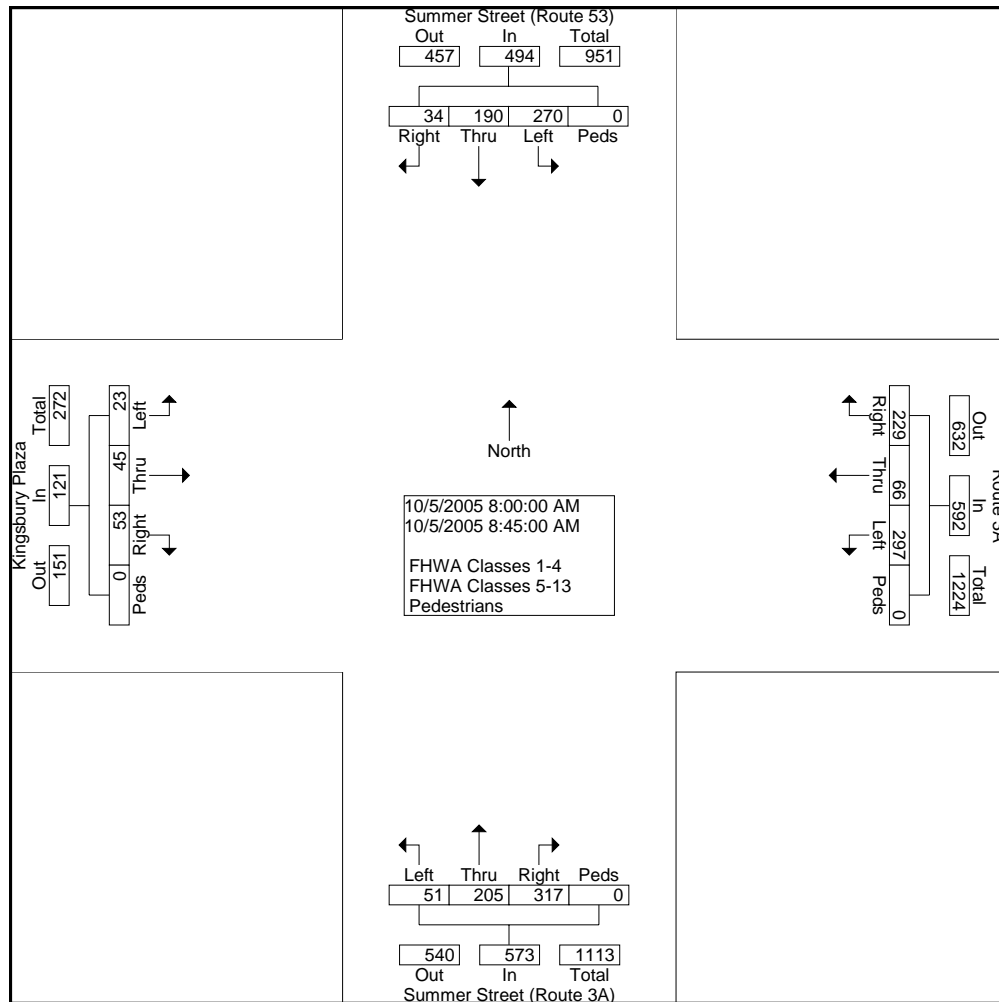 Summer Street (Route 53)
Out In Total
457 494 951
34 190 270 0
Right Thru Left Peds
Kingsbury Plaza
Total In Out
272 121 151
23 45 53 0
Left Thru Right Peds
North
10/5/2005 8:00:00 AM
10/5/2005 8:45:00 AM
FHWA Classes 1-4
FHWA Classes 5-13
Pedestrians
Right Thru Left Peds
229 66 297 0
Out In Total
632 592 1224
Route 3A
Left Thru Right Peds
51 205 317 0
540 573 1113
Out In Total
Summer Street (Route 3A)